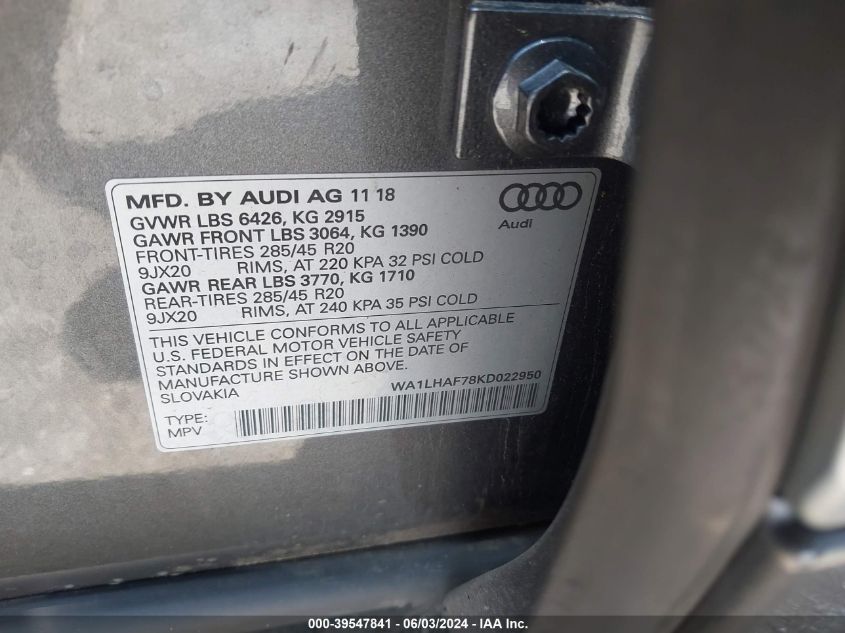 MFD. BY AUDI AG 11 18
GVWR LBS 6426, KG 2915
GAWR FRONT LBS 3064, KG 1390
FRONT-TIRES 285/45 R20
9JX20 RIMS, AT 220 KPA 32 PSI COLD
GAWR REAR LBS 3770, KG 1710
REAR-TIRES 285/45 R20
9JX20 RIMS, AT 240 KPA 35 PSI COLD
Audi
THIS VEHICLE CONFORMS TO ALL APPLICABLE
U.S. FEDERAL MOTOR VEHICLE SAFETY
STANDARDS IN EFFECT ON THE DATE OF
MANUFACTURE SHOWN ABOVE.
SLOVAKIA WA1LHAF78KD022950
TYPE:
MPV
000-39547841 - 06/03/2024 - IAA, Inc.